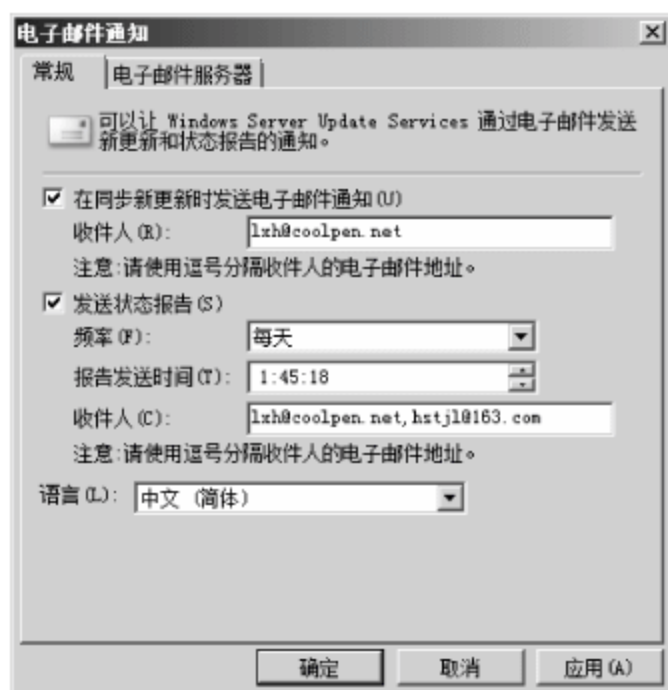 电子邮件通知
常规
电子邮件服务器
可以让 Windows Server Update Services 通过电子邮件发送
新更新和状态报告的通知。
在同步新更新时发送电子邮件通知(U)
收件人(R):
lxh@coolpen.net
注意:请使用逗号分隔收件人的电子邮件地址。
发送状态报告(S)
频率(F):
每天
报告发送时间(T):
1:45:18
收件人(C):
lxh@coolpen.net,hstjl@163.com
注意:请使用逗号分隔收件人的电子邮件地址。
语言(L):
中文 (简体)
确定
取消
应用(A)